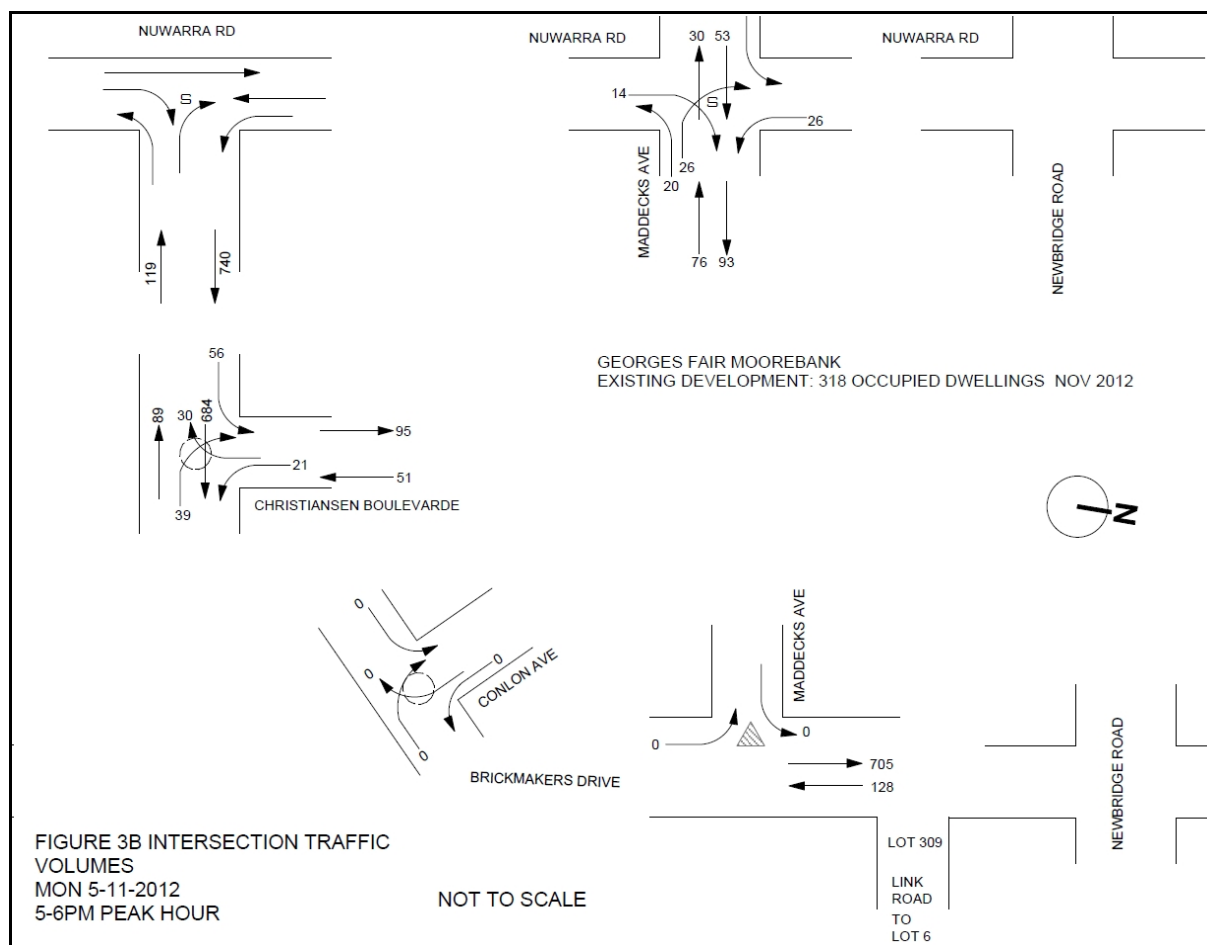 NUWARRA RD
NUWARRA RD
30 53
NUWARRA RD
S
14
S
26
26
20
MADDECKS AVE
76 93
NEWBRIDGE ROAD
119
740
GEORGES FAIR MOOREBANK
EXISTING DEVELOPMENT: 318 OCCUPIED DWELLINGS NOV 2012
56
89
30
684
95
21
51
39
CHRISTIANSEN BOULEVARDE
N
0
0
0
0
CONLON AVE
BRICKMAKERS DRIVE
MADDECKS AVE
0
0
705
128
NEWBRIDGE ROAD
LOT 309
LINK
ROAD
TO
LOT 6
FIGURE 3B INTERSECTION TRAFFIC
VOLUMES
MON 5-11-2012
5-6PM PEAK HOUR
NOT TO SCALE